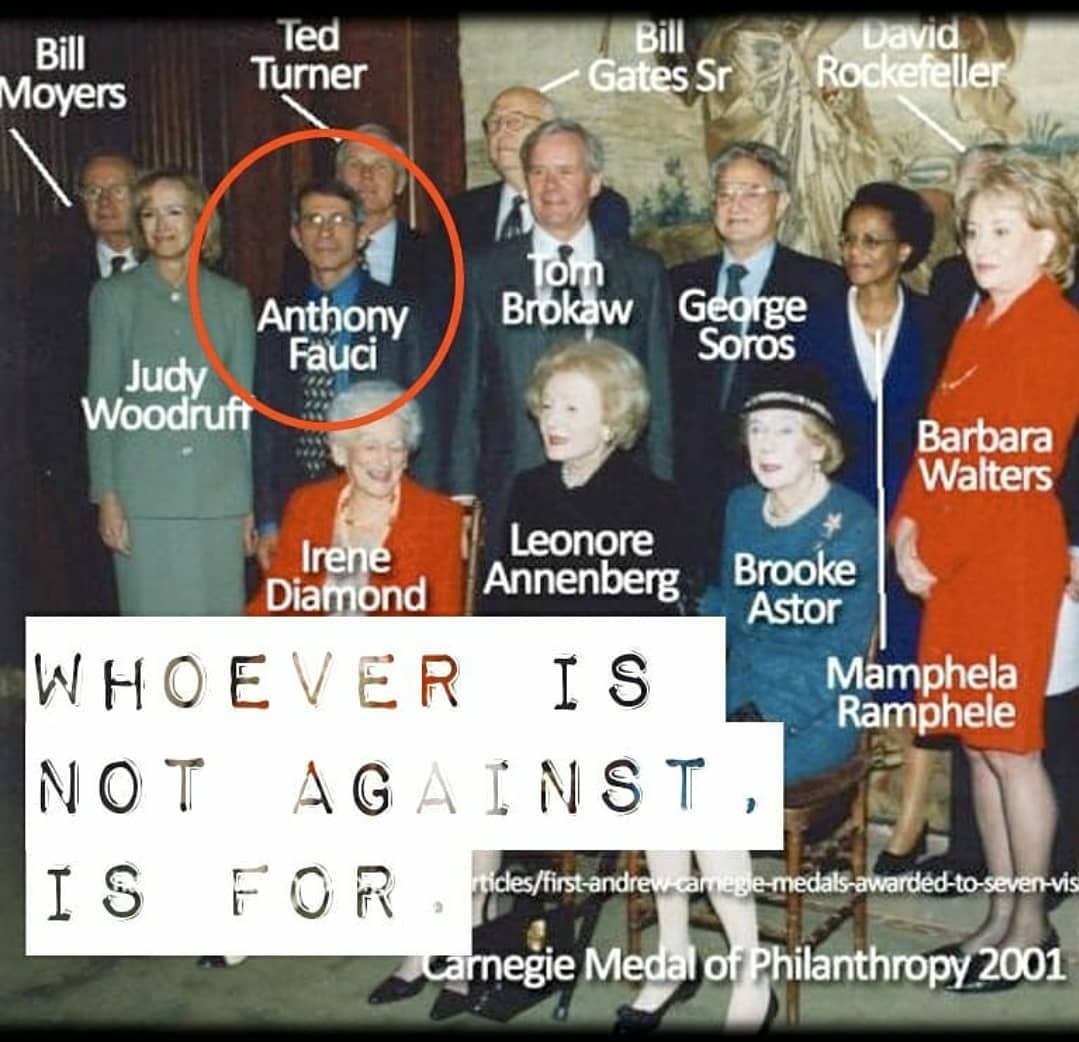 Bill
Moyers
Ted
Turner
Bill
Gates Sr
David
Rockefeller
Anthony
Fauci
Tom
Brokaw
George
Soros
Judy
Woodruff
Barbara
Walters
Irene
Diamond
Leonore
Annenberg
Brooke
Astor
Mamphela
Ramphele
WHOEVER IS
NOT AGAINST,
IS FOR.
rticles/first-andrew-carnegie-medals-awarded-to-seven-vis
Carnegie Medal of Philanthropy 2001